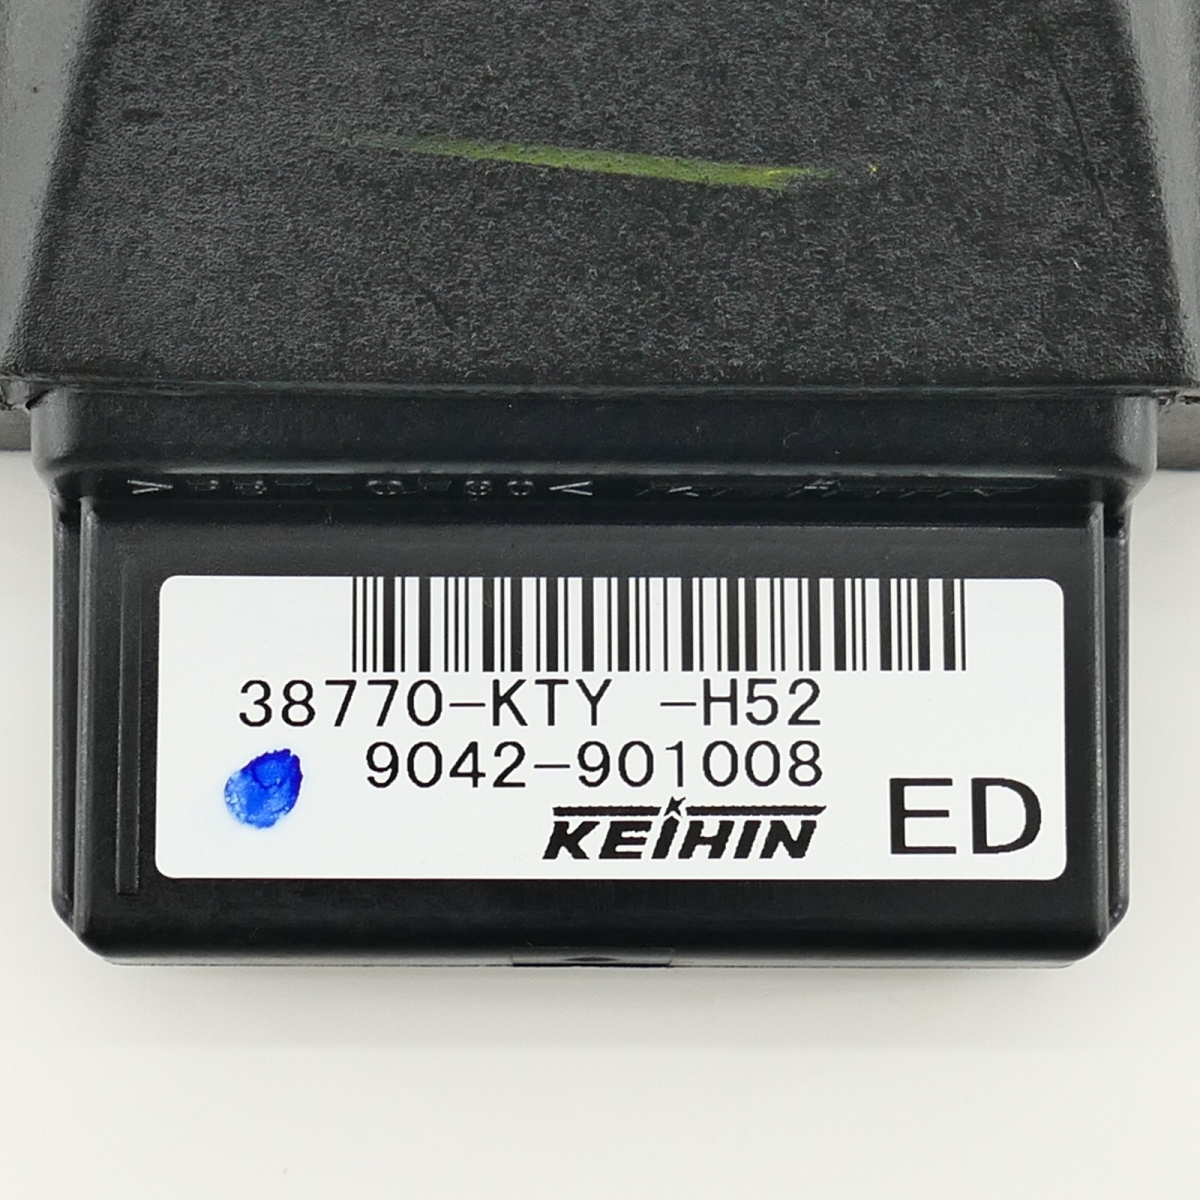 38770-KTY -H52
9042-901008
KEIHIN
ED